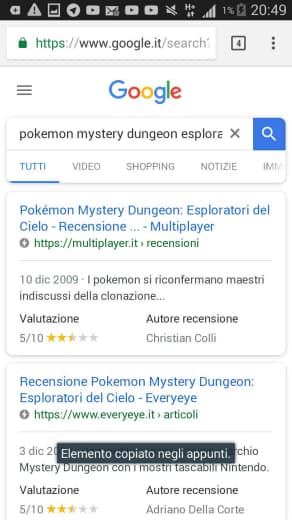 1% 20:49
https://www.google.it/search?
4
Google
pokemon mystery dungeon esplora
TUTTI VIDEO SHOPPING NOTIZIE IMM
Pokémon Mystery Dungeon: Esploratori del
Cielo - Recensione ... - Multiplayer
https://multiplayer.it › recensioni
10 dic 2009 · I pokemon si riconfermano maestri
indiscussi della clonazione...
Valutazione Autore recensione
5/10 Christian Colli
Recensione Pokemon Mystery Dungeon:
Esploratori del Cielo - Everyeye
https://www.everyeye.it › articoli
3 dic 20
Elemento copiato negli appunti.
Mystery Dungeon con i mostri tascabili Nintendo.
Valutazione Autore recensione
5/10 Adriano Della Corte